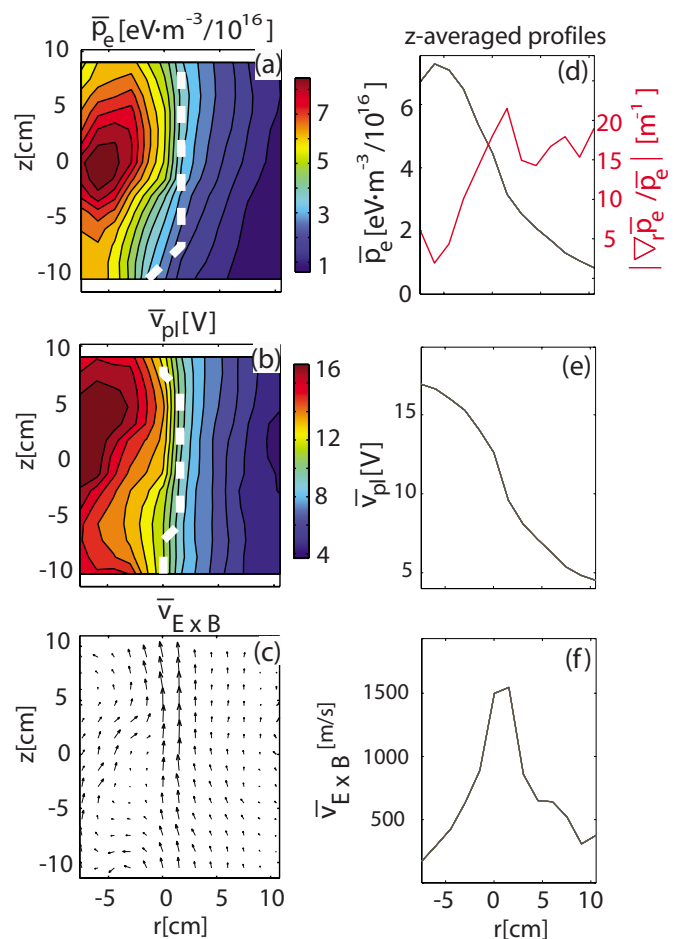 p̅e [eV·m⁻³/10¹⁶]
(a)
z[cm]
10
5
0
-5
-10
7
5
3
1
z-averaged profiles
(d)
p̅e [eV·m⁻³/10¹⁶]
6
4
2
0
|∇r p̅e /p̅e| [m⁻¹]
20
15
10
5
v̅pl[V]
(b)
z[cm]
10
5
0
-5
-10
16
12
8
4
(e)
v̅pl[V]
15
10
5
v̅E x B
(c)
z[cm]
10
5
0
-5
-10
-5 0 5 10
r[cm]
(f)
v̅E x B [m/s]
1500
1000
500
-5 0 5 10
r[cm]